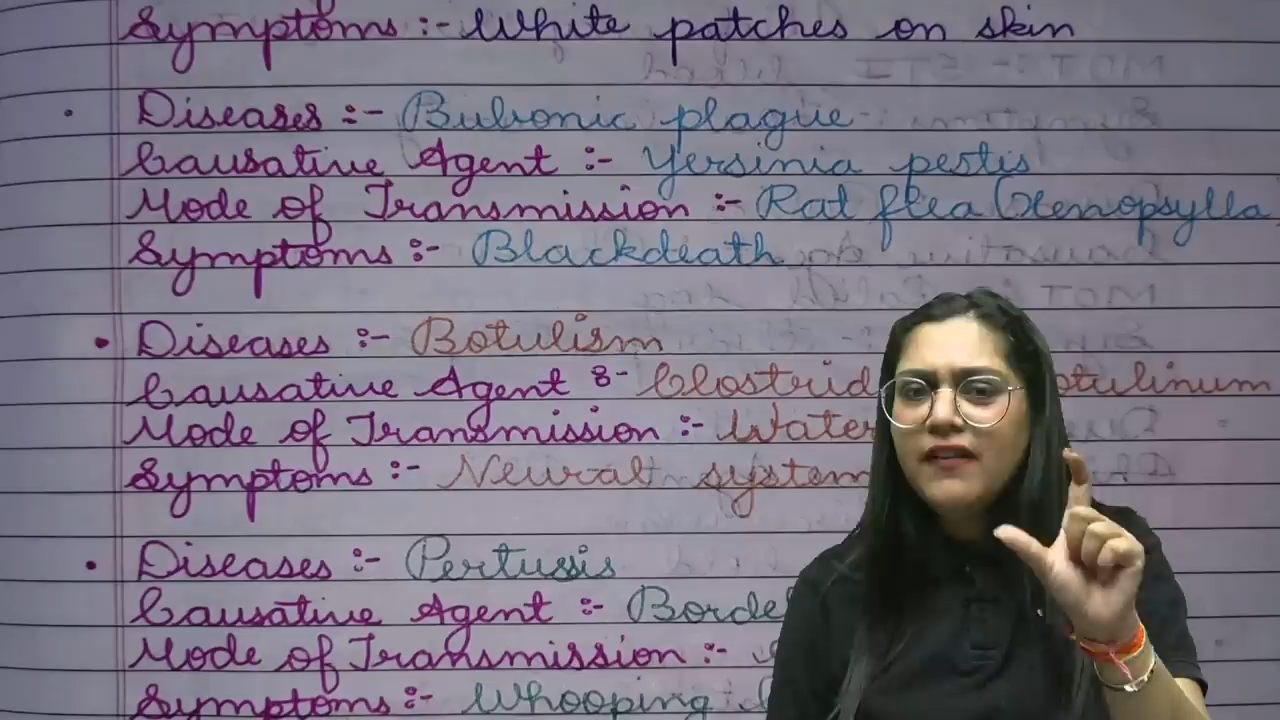 Symptoms :- White patches on skin
Diseases :- Bubonic plague
Causative Agent :- Yersinia pestis
Mode of Transmission :- Rat flea (Xenopsylla
Symptoms :- Blackdeath
Diseases :- Botulism
Causative Agent :- Clostrid otulinum
Mode of Transmission :- Water
Symptoms :- Neural system
Diseases :- Pertussis
Causative Agent :- Bordel
Mode of Transmission :-
Symptoms :- Whooping